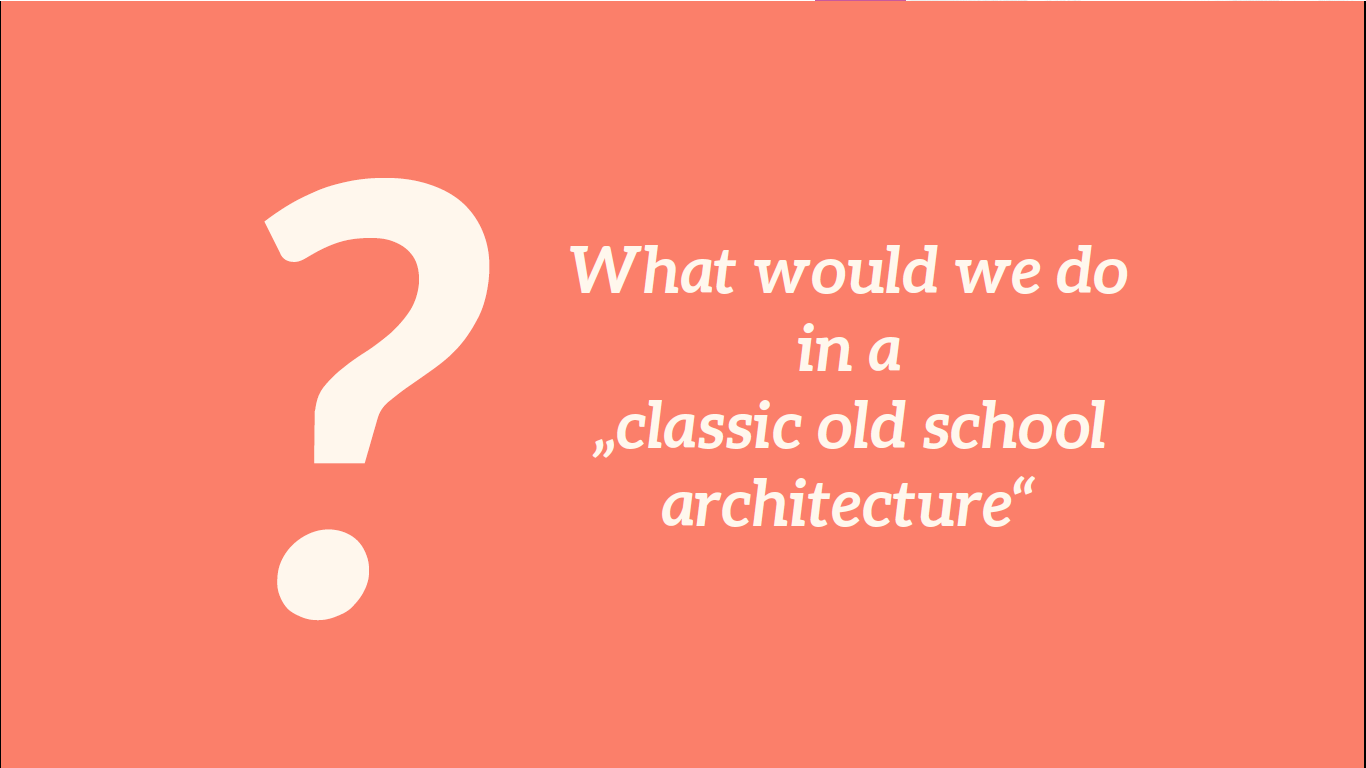 ?
What would we do
in a
„classic old school
architecture“